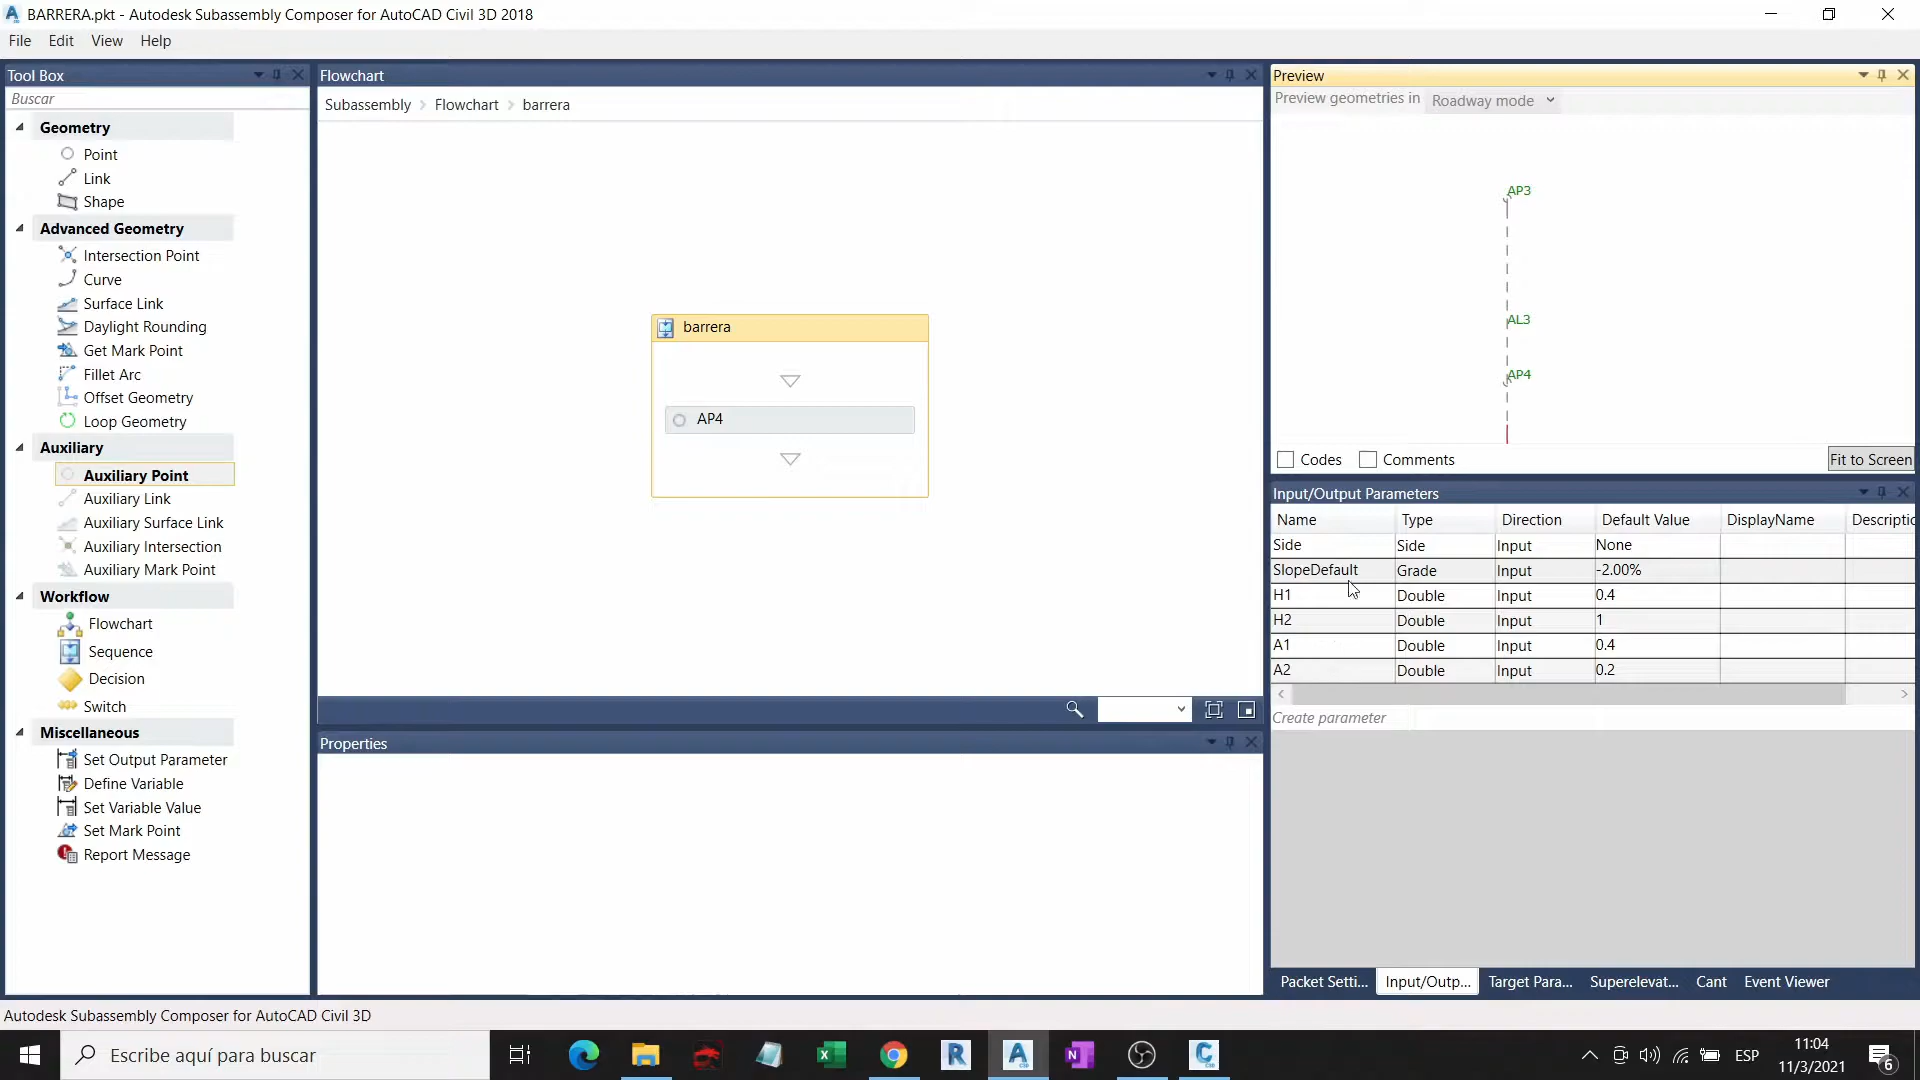 BARRERA.pkt - Autodesk Subassembly Composer for AutoCAD Civil 3D 2018
File Edit View Help
Tool Box
Buscar
Geometry
Point
Link
Shape
Advanced Geometry
Intersection Point
Curve
Surface Link
Daylight Rounding
Get Mark Point
Fillet Arc
Offset Geometry
Loop Geometry
Auxiliary
Auxiliary Point
Auxiliary Link
Auxiliary Surface Link
Auxiliary Intersection
Auxiliary Mark Point
Workflow
Flowchart
Sequence
Decision
Switch
Miscellaneous
Set Output Parameter
Define Variable
Set Variable Value
Set Mark Point
Report Message
Flowchart
Subassembly Flowchart barrera
barrera
AP4
Properties
Preview
Preview geometries in Roadway mode
AP3
AL3
AP4
Codes Comments Fit to Screen
Input/Output Parameters
Name Type Direction Default Value DisplayName Descriptio
Side Side Input None
SlopeDefault Grade Input -2.00%
H1 Double Input 0.4
H2 Double Input 1
A1 Double Input 0.4
A2 Double Input 0.2
Create parameter
Packet Setti... Input/Outp... Target Para... Superelevat... Cant Event Viewer
Autodesk Subassembly Composer for AutoCAD Civil 3D
Escribe aquí para buscar
ESP
11:04
11/3/2021
6